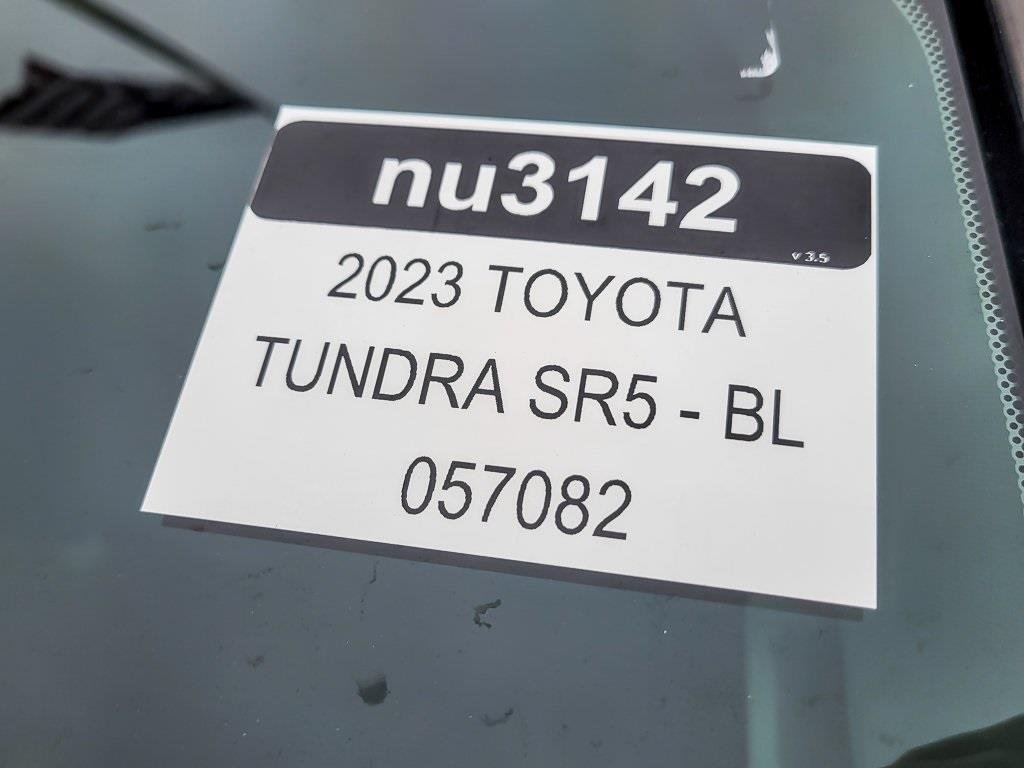 nu3142
v 3.5
2023 TOYOTA
TUNDRA SR5 - BL
057082